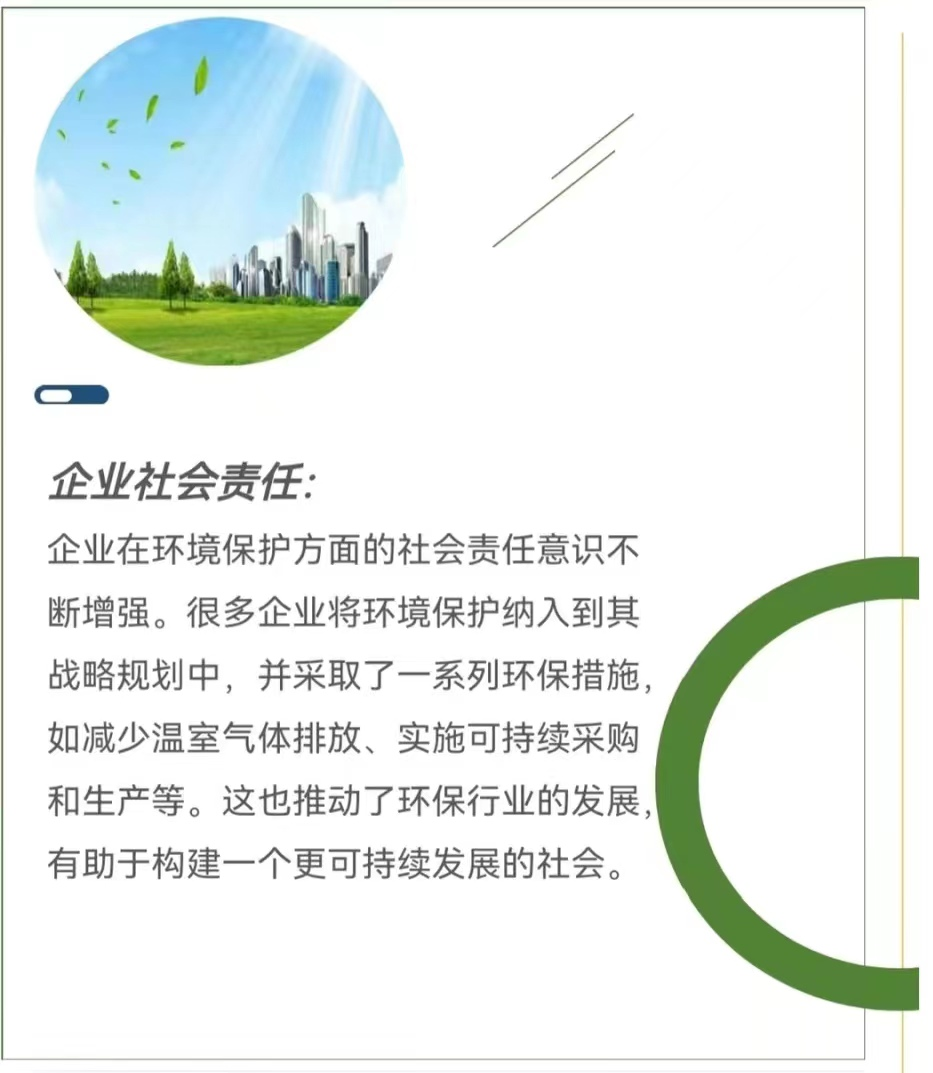 企业社会责任：
企业在环境保护方面的社会责任意识不
断增强。很多企业将环境保护纳入到其
战略规划中，并采取了一系列环保措施，
如减少温室气体排放、实施可持续采购
和生产等。这也推动了环保行业的发展，
有助于构建一个更可持续发展的社会。